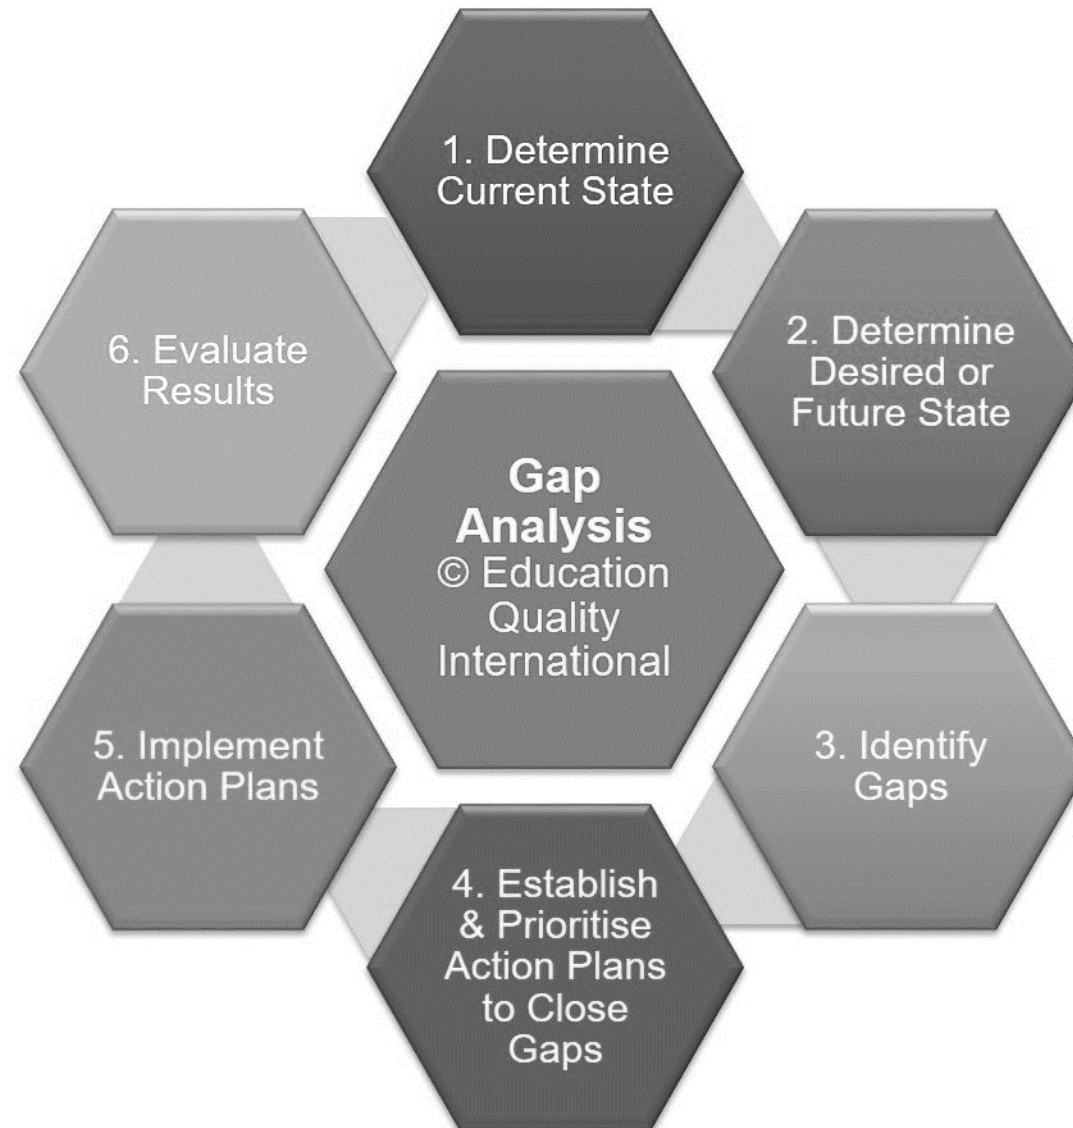 1. Determine
Current State
2. Determine
Desired or
Future State
3. Identify
Gaps
4. Establish
& Prioritise
Action Plans
to Close
Gaps
5. Implement
Action Plans
6. Evaluate
Results
Gap
Analysis
© Education
Quality
International